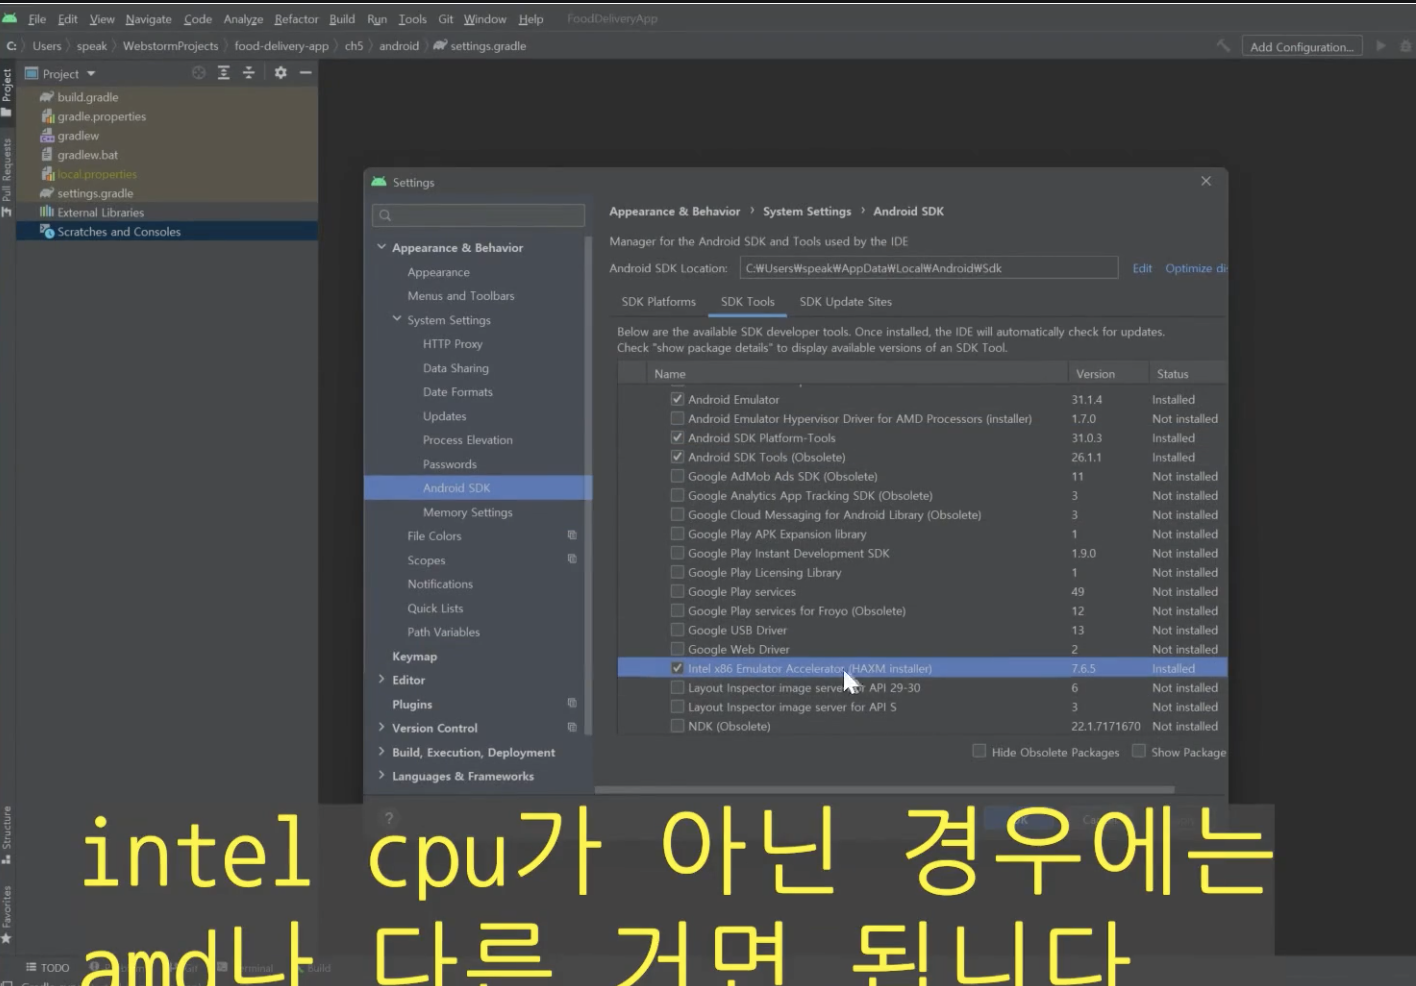 File Edit View Navigate Code Analyze Refactor Build Run Tools Git Window Help FoodDeliveryApp
C: Users speak WebstormProjects food-delivery-app ch5 android settings.gradle
Add Configuration...
Project
Project
Pull Requests
build.gradle
gradle.properties
gradlew
gradlew.bat
local.properties
settings.gradle
External Libraries
Scratches and Consoles
Settings
Appearance & Behavior
Appearance
Menus and Toolbars
System Settings
HTTP Proxy
Data Sharing
Date Formats
Updates
Process Elevation
Passwords
Android SDK
Memory Settings
File Colors
Scopes
Notifications
Quick Lists
Path Variables
Keymap
Editor
Plugins
Version Control
Build, Execution, Deployment
Languages & Frameworks
Appearance & Behavior › System Settings › Android SDK
Manager for the Android SDK and Tools used by the IDE
Android SDK Location: C:₩Users₩speak₩AppData₩Local₩Android₩Sdk Edit Optimize
SDK Platforms SDK Tools SDK Update Sites
Below are the available SDK developer tools. Once installed, the IDE will automatically check for updates.
Check "show package details" to display available versions of an SDK Tool.
Name Version Status
Android Emulator 31.1.4 Installed
Android Emulator Hypervisor Driver for AMD Processors (installer) 1.7.0 Not installed
Android SDK Platform-Tools 31.0.3 Installed
Android SDK Tools (Obsolete) 26.1.1 Installed
Google AdMob Ads SDK (Obsolete) 11 Not installed
Google Analytics App Tracking SDK (Obsolete) 3 Not installed
Google Cloud Messaging for Android Library (Obsolete) 3 Not installed
Google Play APK Expansion library 1 Not installed
Google Play Instant Development SDK 1.9.0 Not installed
Google Play Licensing Library 1 Not installed
Google Play services 49 Not installed
Google Play services for Froyo (Obsolete) 12 Not installed
Google USB Driver 13 Not installed
Google Web Driver 2 Not installed
Intel x86 Emulator Accelerator (HAXM installer) 7.6.5 Installed
Layout Inspector image server for API 29-30 6 Not installed
Layout Inspector image server for API S 3 Not installed
NDK (Obsolete) 22.1.7171670 Not installed
Hide Obsolete Packages Show Package
?
Structure
Favorites
intel cpu가 아닌 경우에는
amd나 다른 거면 됩니다
TODO Build